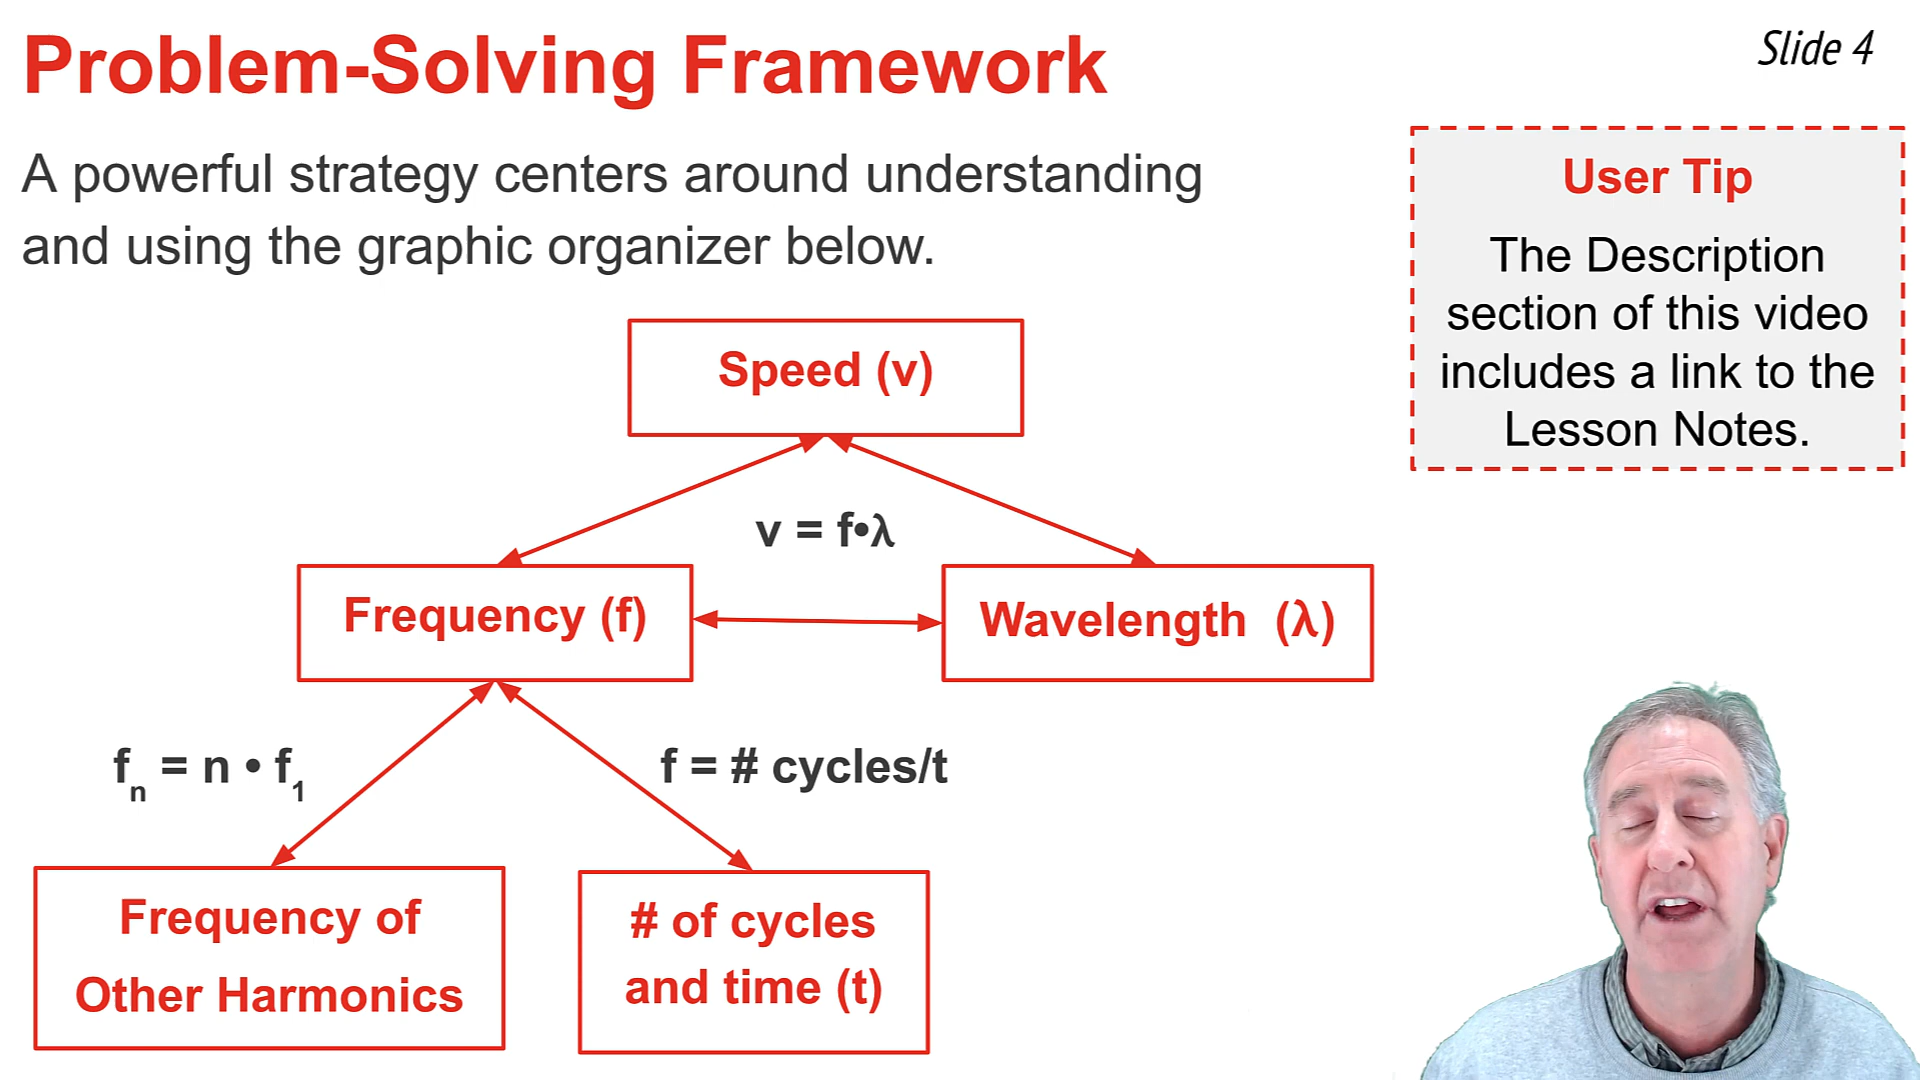 Problem-Solving Framework
Slide 4
A powerful strategy centers around understanding
and using the graphic organizer below.
User Tip
The Description
section of this video
includes a link to the
Lesson Notes.
Speed (v)
v = f•λ
Frequency (f)
Wavelength (λ)
fₙ = n • f₁
f = # cycles/t
Frequency of
Other Harmonics
# of cycles
and time (t)